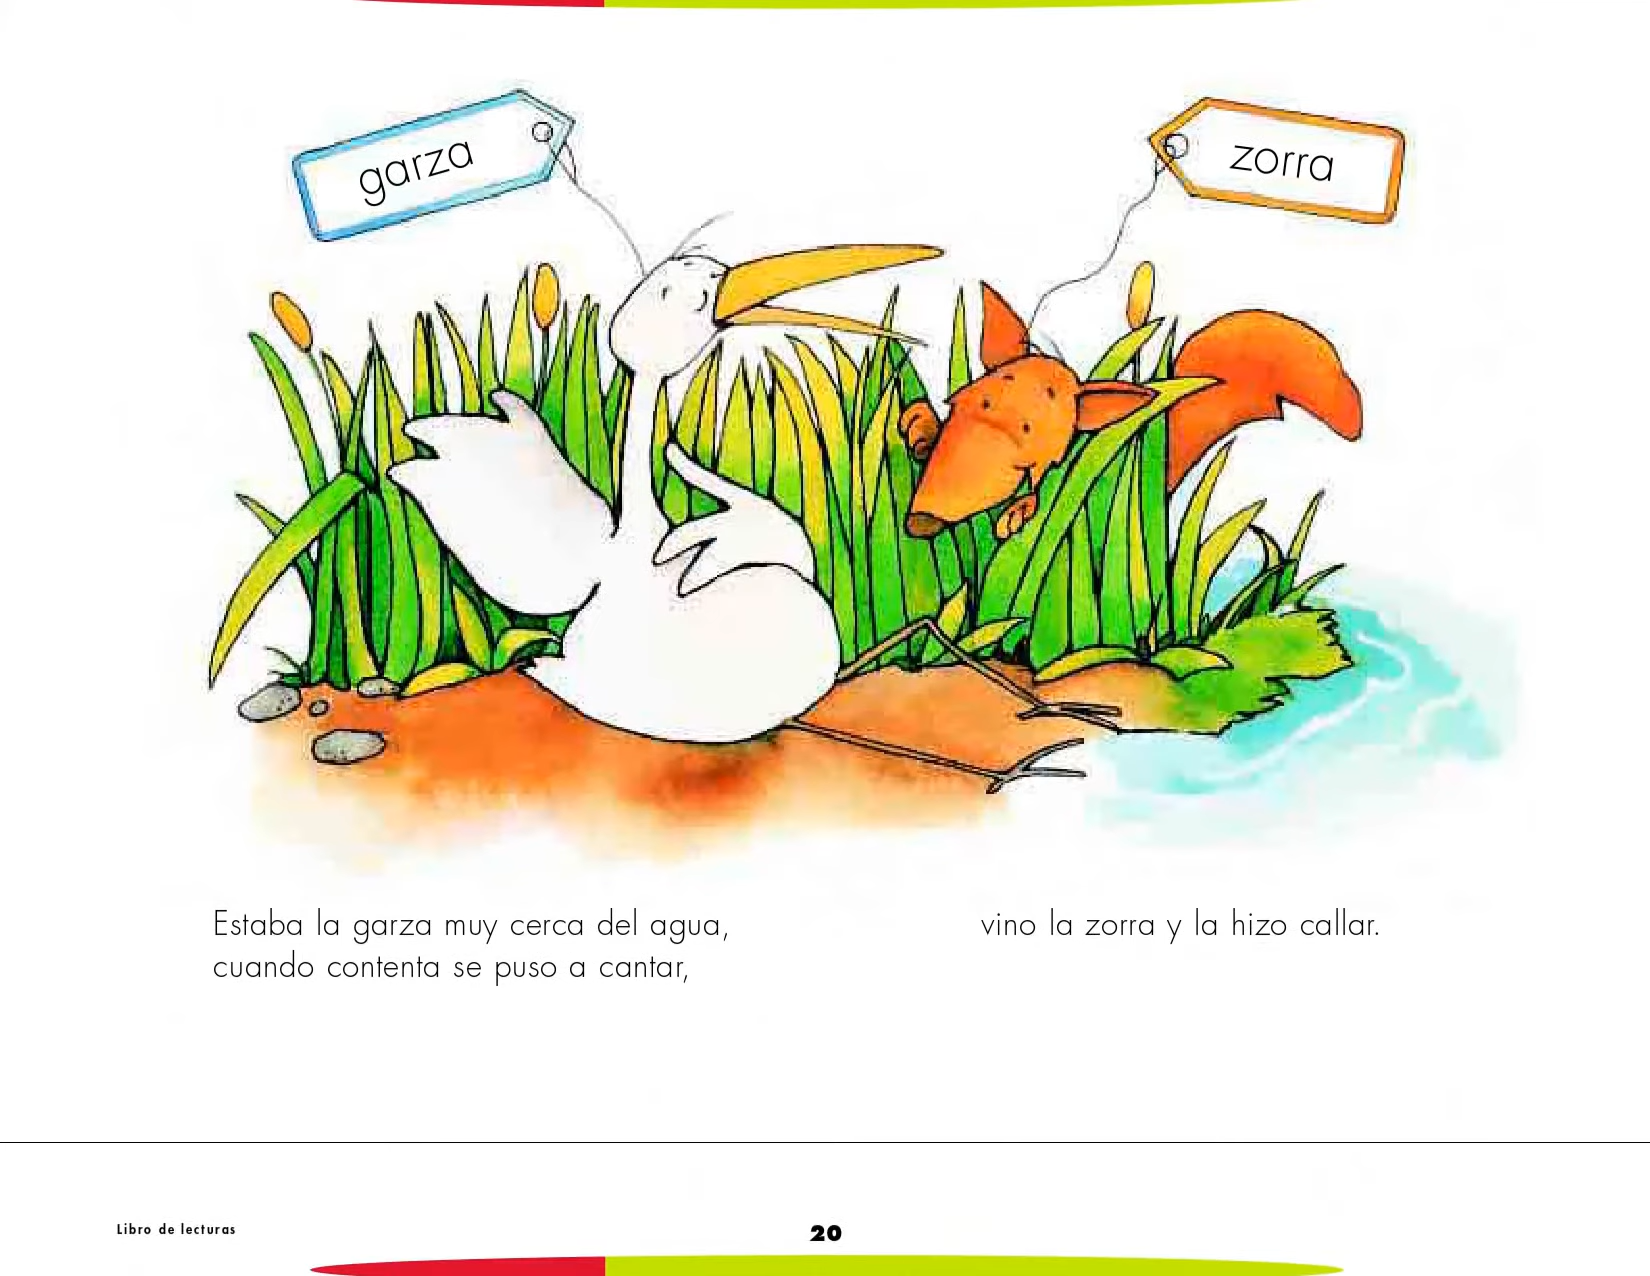 garza
zorra
Estaba la garza muy cerca del agua,
cuando contenta se puso a cantar,
vino la zorra y la hizo callar.
Libro de lecturas
20